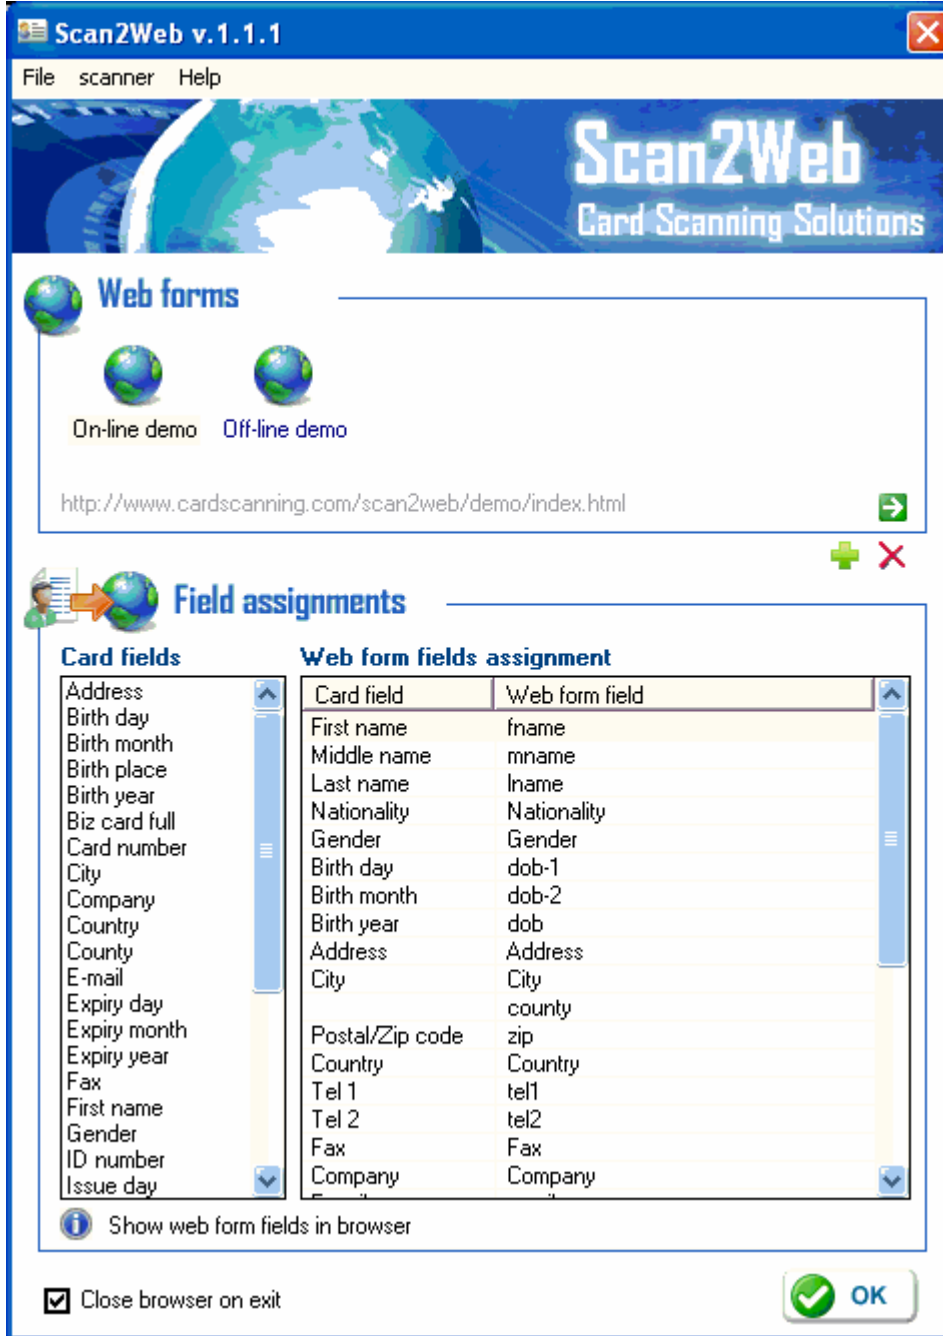 Scan2Web v.1.1.1
File scanner Help
Scan2Web
Card Scanning Solutions
Web forms
On-line demo Off-line demo
http://www.cardscanning.com/scan2web/demo/index.html
Field assignments
Card fields
Address
Birth day
Birth month
Birth place
Birth year
Biz card full
Card number
City
Company
Country
County
E-mail
Expiry day
Expiry month
Expiry year
Fax
First name
Gender
ID number
Issue day
Web form fields assignment
Card field Web form field
First name fname
Middle name mname
Last name lname
Nationality Nationality
Gender Gender
Birth day dob-1
Birth month dob-2
Birth year dob
Address Address
City City
county
Postal/Zip code zip
Country Country
Tel 1 tel1
Tel 2 tel2
Fax Fax
Company Company
Show web form fields in browser
Close browser on exit
OK